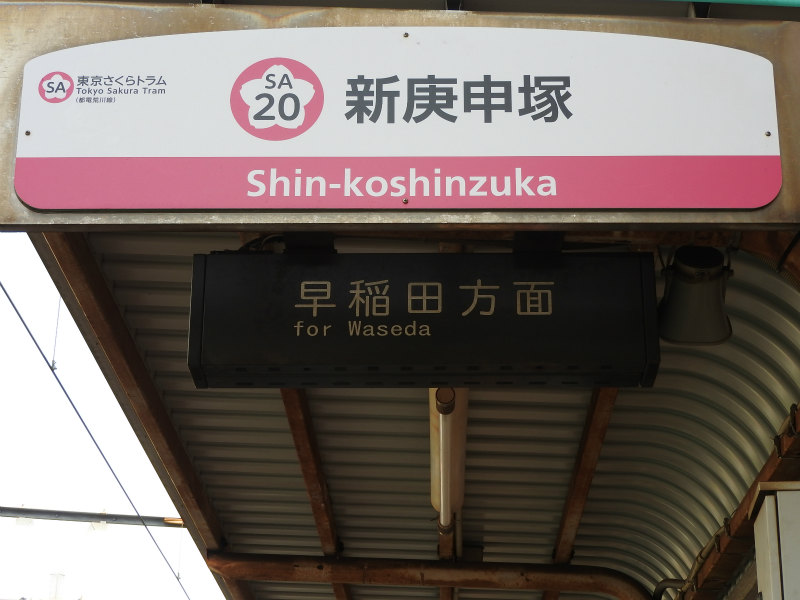 SA 東京さくらトラム
Tokyo Sakura Tram
(都電荒川線)
SA
20
新庚申塚
Shin-koshinzuka
早稲田方面
for Waseda